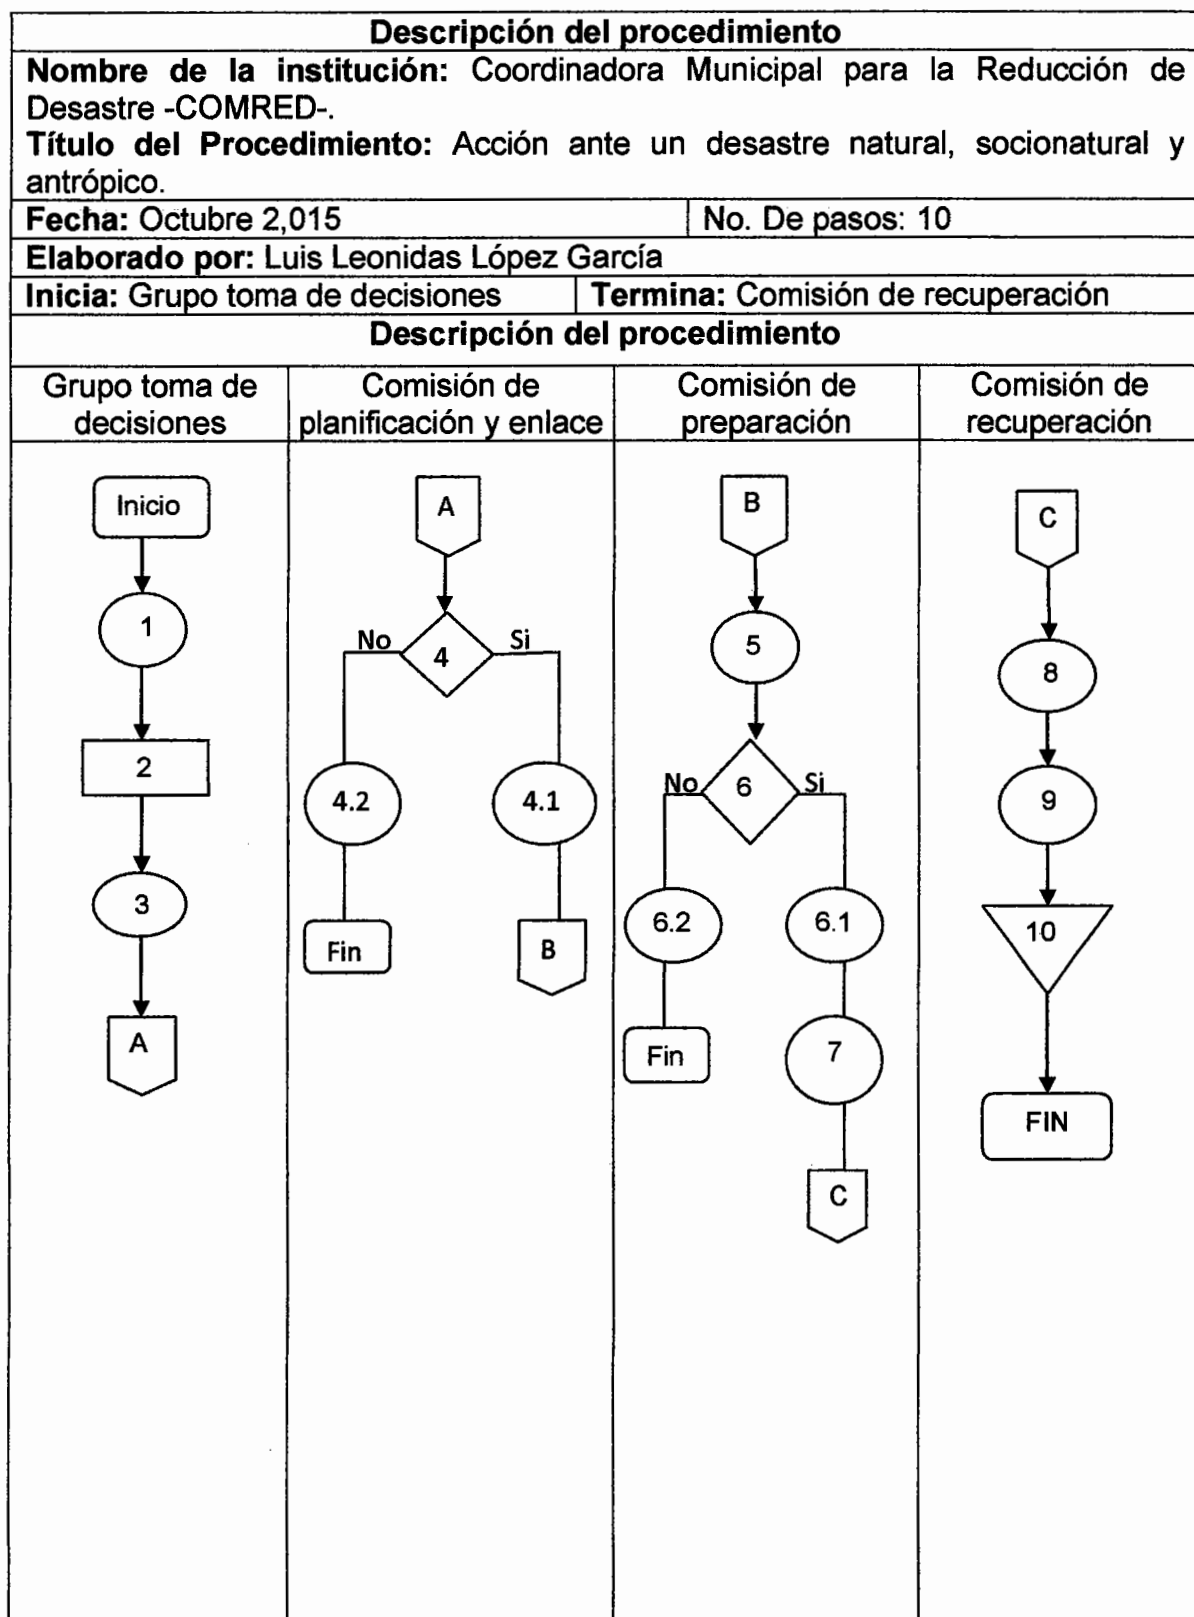 Descripción del procedimiento
Nombre de la institución: Coordinadora Municipal para la Reducción de
Desastre -COMRED-.
Título del Procedimiento: Acción ante un desastre natural, socionatural y
antrópico.
Fecha: Octubre 2,015 No. De pasos: 10
Elaborado por: Luis Leonidas López García
Inicia: Grupo toma de decisiones Termina: Comisión de recuperación
Descripción del procedimiento
Grupo toma de
decisiones
Comisión de
planificación y enlace
Comisión de
preparación
Comisión de
recuperación
Inicio
1
2
3
A
A
4
No
Si
4.2
4.1
Fin
B
B
5
6
No
Si
6.2
6.1
Fin
7
C
C
8
9
10
FIN